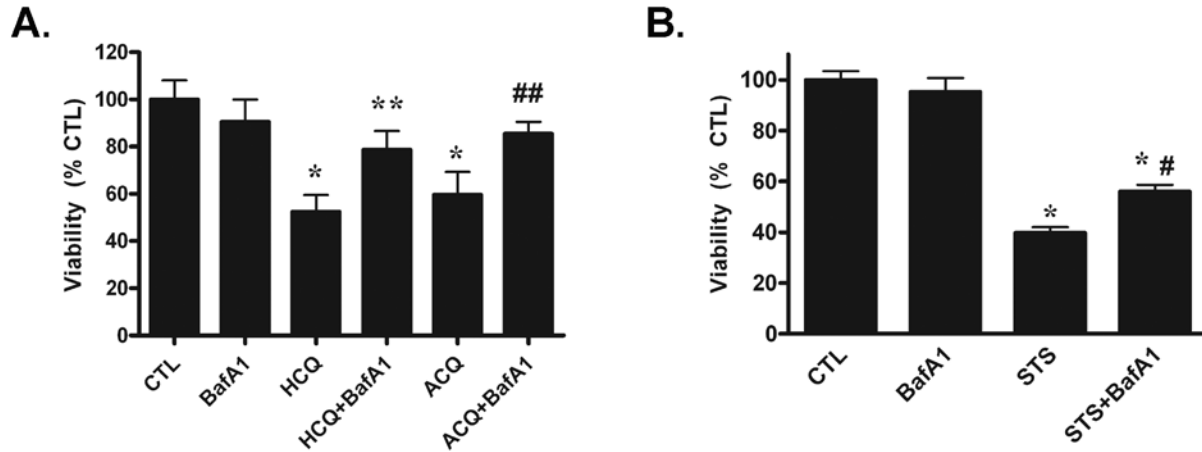 A.
Viability (% CTL)
120
100
80
60
40
20
0
*
**
*
##
CTL
BafA1
HCQ
HCQ+BafA1
ACQ
ACQ+BafA1
B.
Viability (% CTL)
100
80
60
40
20
0
*
* #
CTL
BafA1
STS
STS+BafA1